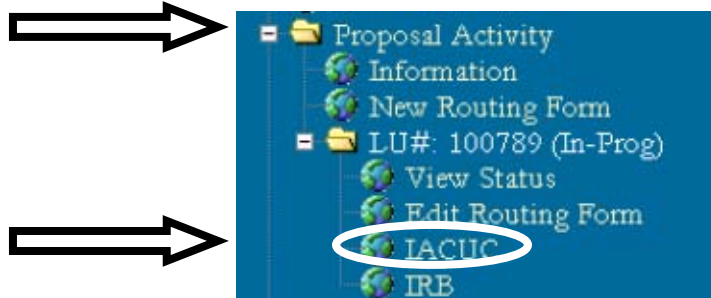 Proposal Activity
Information
New Routing Form
LU#: 100789 (In-Prog)
View Status
Edit Routing Form
IACUC
IRB